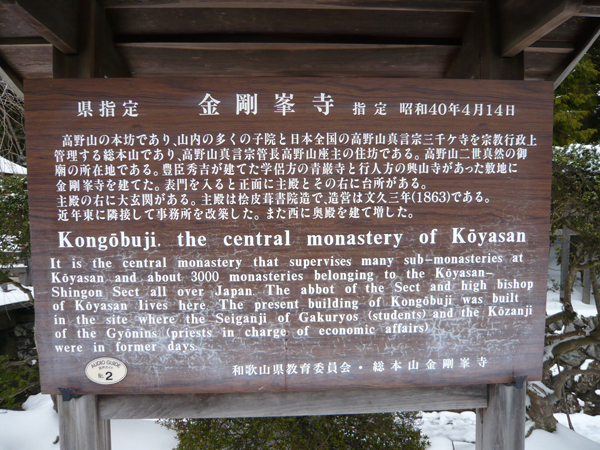 県指定 金剛峯寺 指定 昭和40年4月14日
高野山の本坊であり、山内の多くの子院と日本全国の高野山真言宗三千ケ寺を宗教行政上
管理する総本山であり、高野山真言宗管長高野山座主の住坊である。高野山二世真然の御
廟の所在地である。豊臣秀吉が建てた学侶方の青巌寺と行人方の興山寺があった敷地に
金剛峯寺を建てた。表門を入ると正面に主殿とその右に台所がある。
主殿の右に大玄関がある。主殿は桧皮葺書院造で、造営は文久三年(1863)である。
近年東に隣接して事務所を改築した。また西に奥殿を建て増した。
Kongōbuji, the central monastery of Kōyasan
It is the central monastery that supervises many sub-monasteries at
Kōyasan and about 3000 monasteries belonging to the Kōyasan-
Shingon Sect all over Japan. The abbot of the Sect and high bishop
of Kōyasan lives here. The present building of Kongōbuji was built
in the site where the Seiganji of Gakuryos (students) and the Kōzanji
of the Gyōnins (priests in charge of economic affairs)
were in former days.
和歌山県教育委員会・総本山金剛峯寺
AUDIO GUIDE
No.2